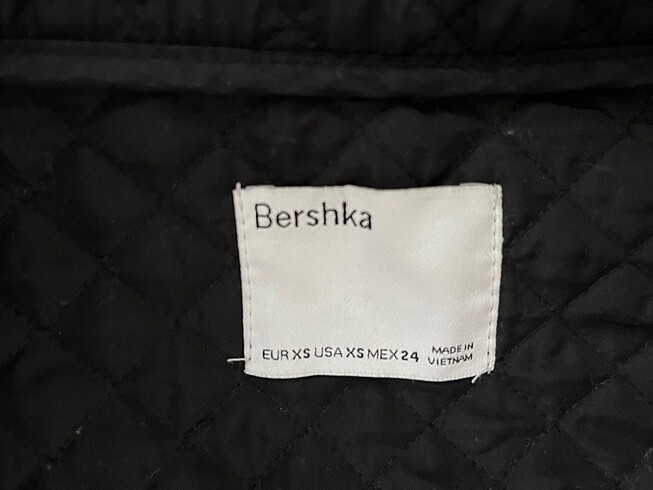 Bershka
EUR XS USA XS MEX 24 MADE IN
VIETNAM